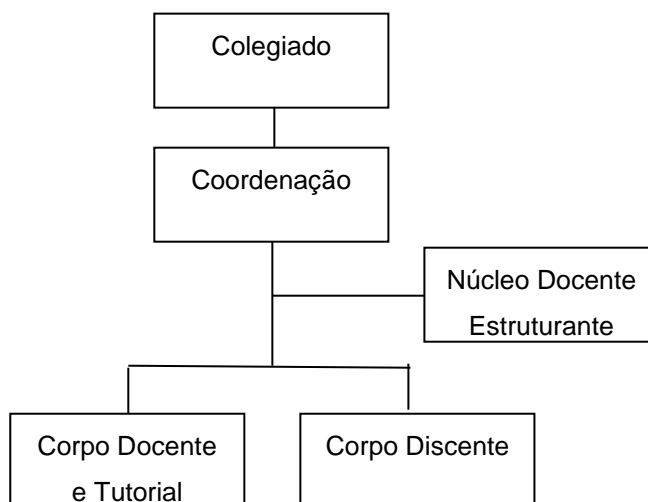 Colegiado
Coordenação
Núcleo Docente
Estruturante
Corpo Docente
e Tutorial
Corpo Discente